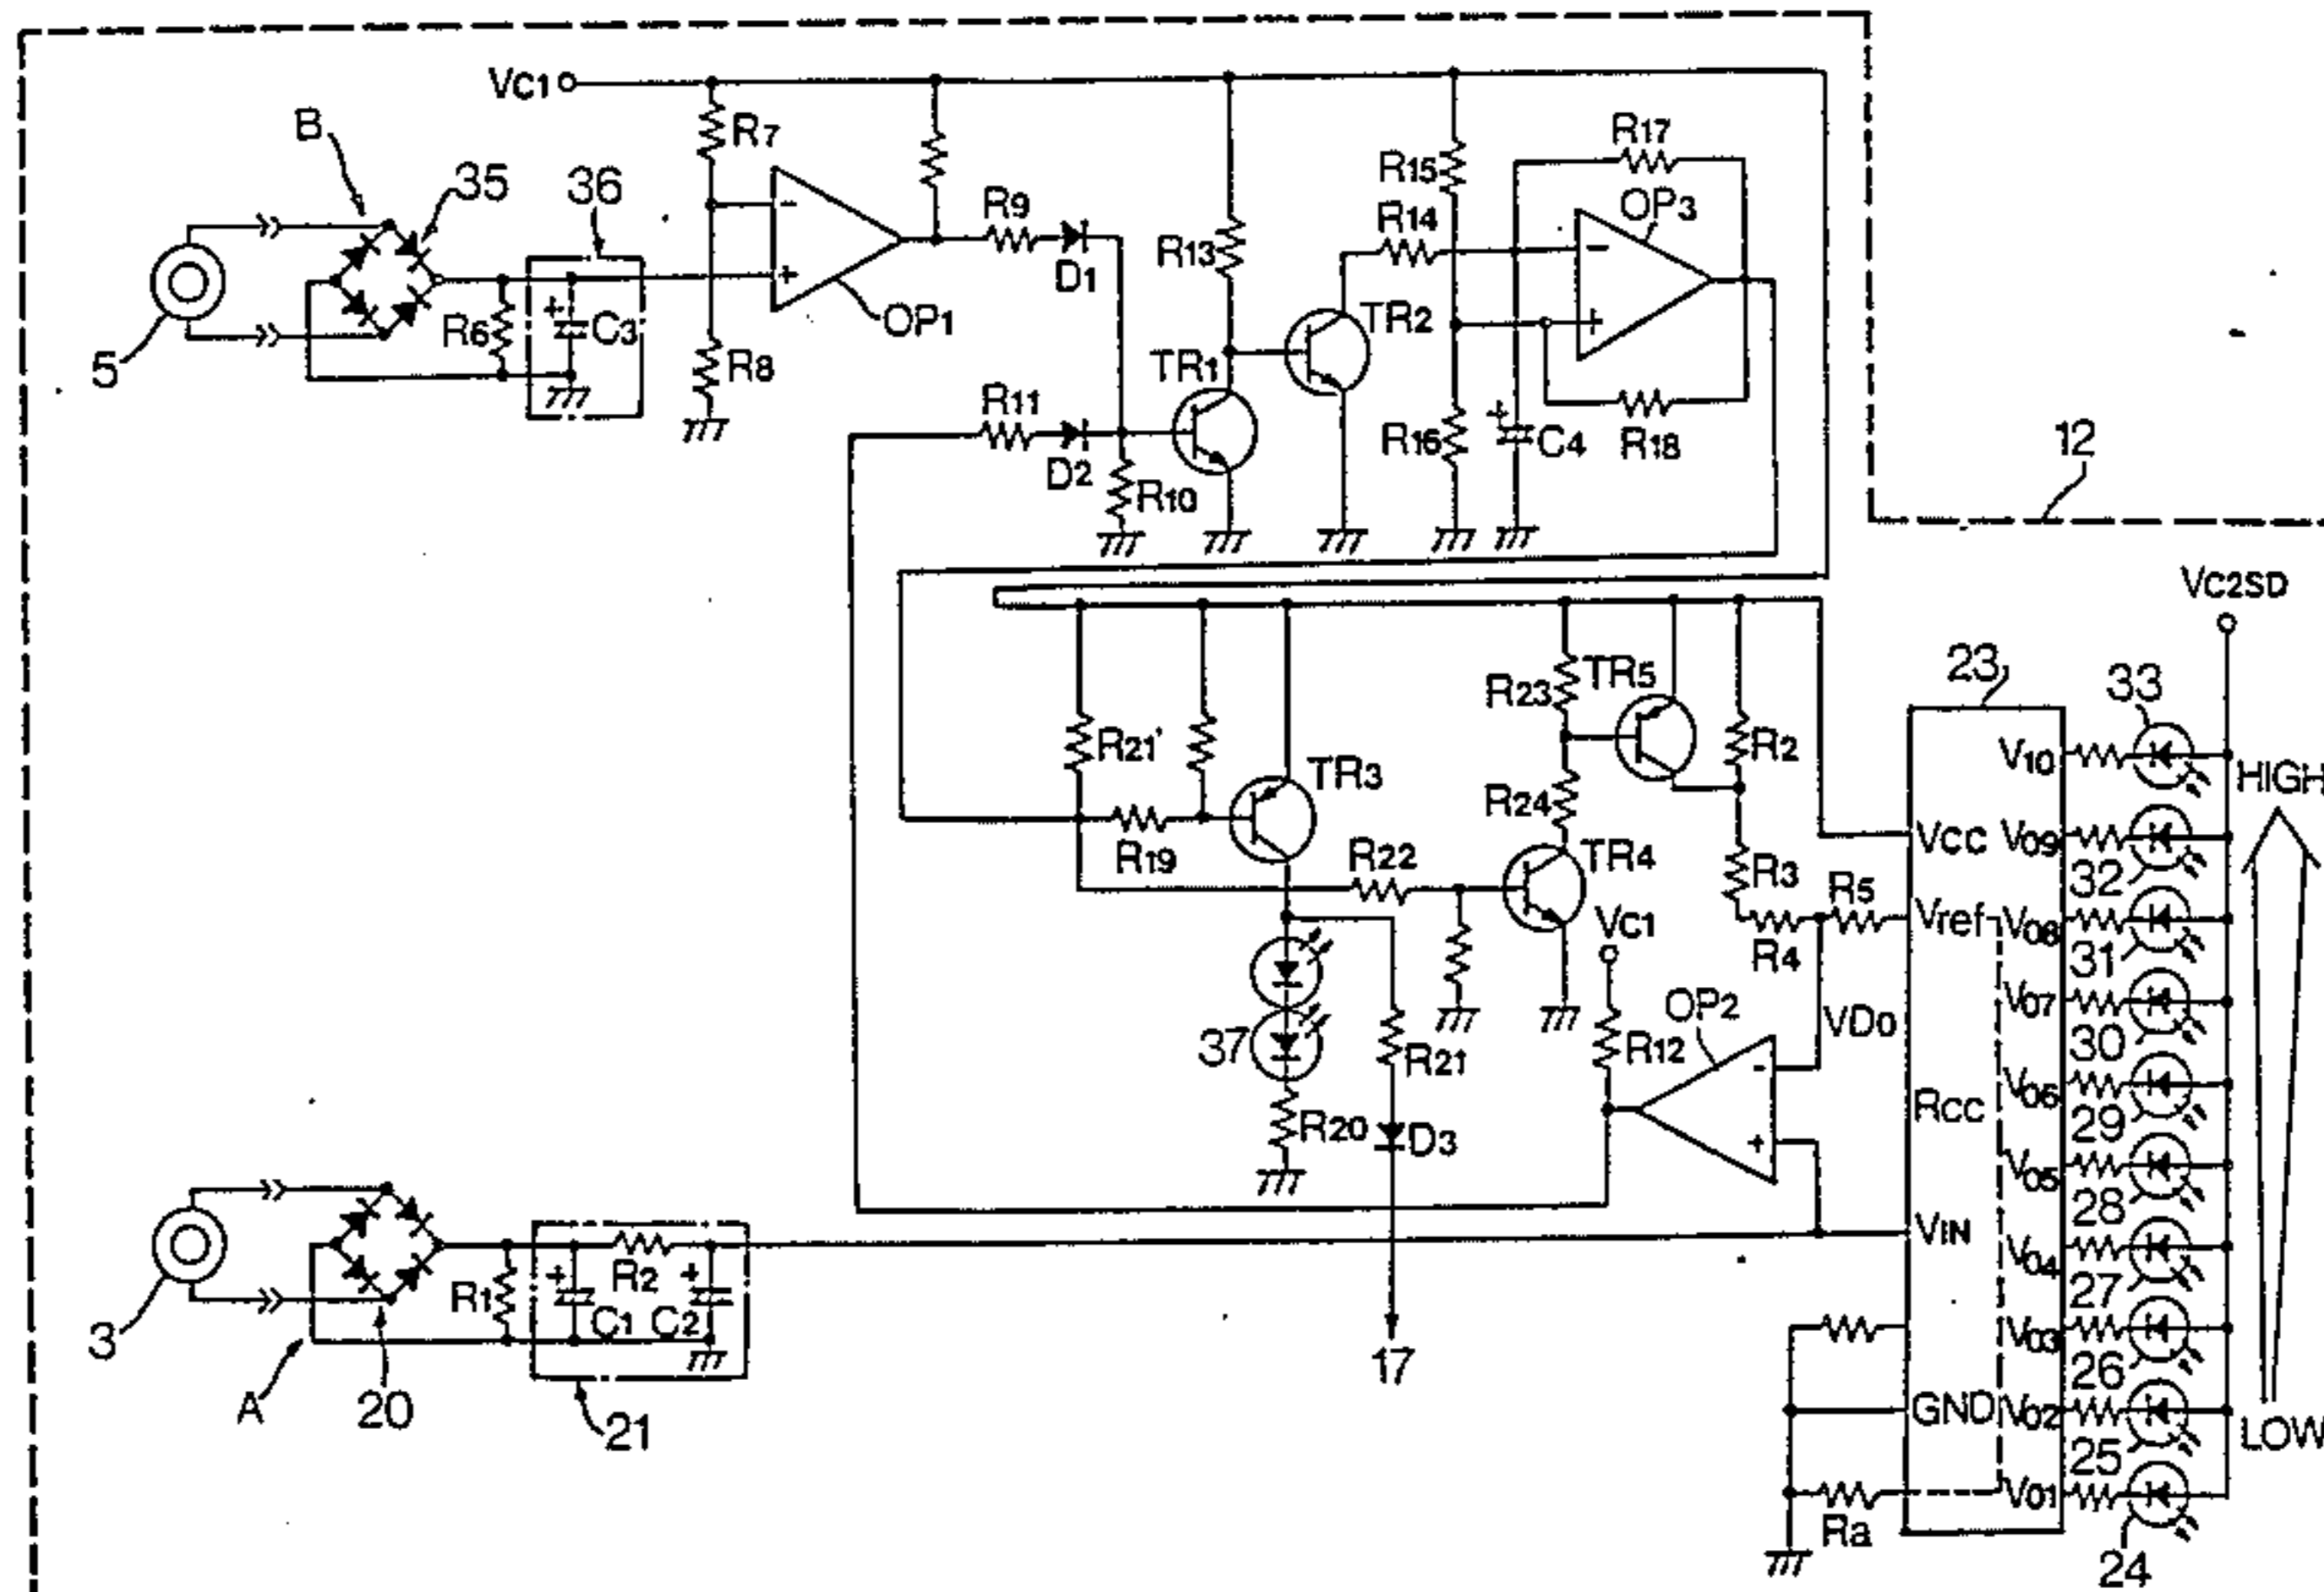 VC1
B
35
36
R7
R17
R15
OP3
R9
R14
R13
D1
+
R6
C3
5
-
+
OP1
TR2
-
+
R8
TR1
R11
R16
+
C4
R18
D2
R10
12
VC2SD
23
33
R23
TR5
R2
R21'
TR3
V10
HIGH
R24
R19
R22
TR4
R3
R5
VCC
V09
32
VC1
R4
Vref
V08
31
OP2
VD0
V07
37
R12
-
30
R21
V06
RCC
29
R20
D3
+
V05
28
VIN
V04
R1
+
R2
+
27
3
C1
C2
V03
17
26
A
20
21
GND
V02
LOW
25
V01
Ra
24